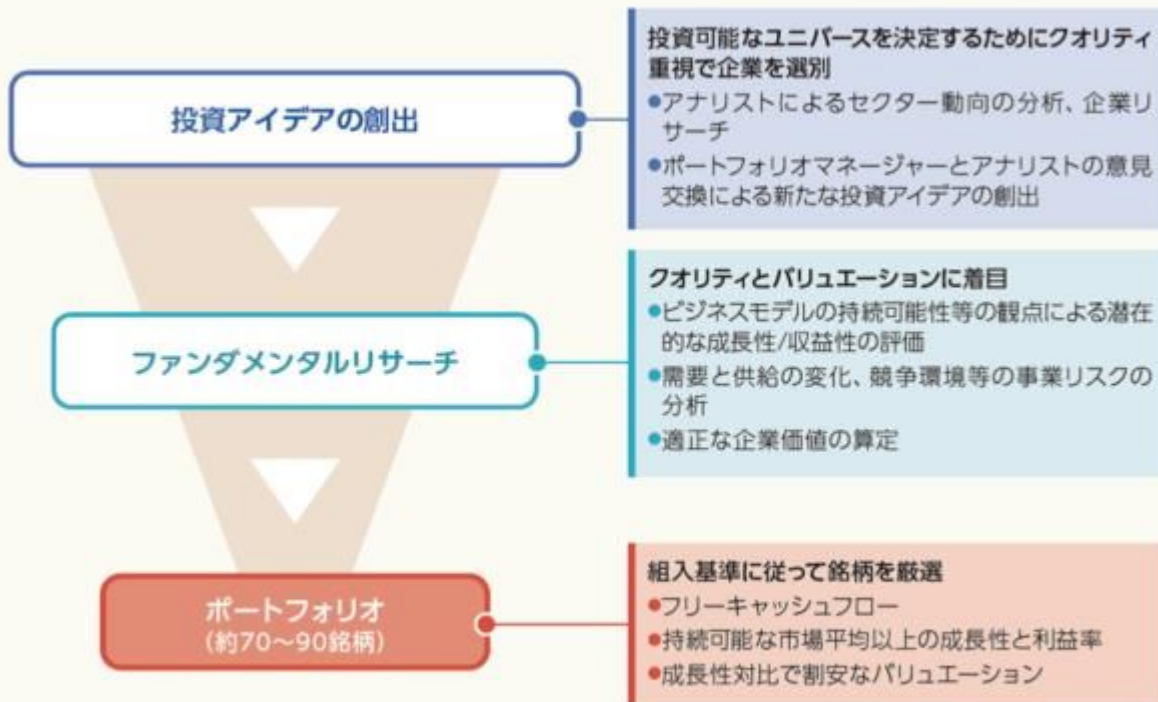 投資アイデアの創出
投資可能なユニバースを決定するためにクオリティ
重視で企業を選別
●アナリストによるセクター動向の分析、企業リ
サーチ
●ポートフォリオマネージャーとアナリストの意見
交換による新たな投資アイデアの創出
ファンダメンタルリサーチ
クオリティとバリュエーションに着目
●ビジネスモデルの持続可能性等の観点による潜在
的な成長性/収益性の評価
●需要と供給の変化、競争環境等の事業リスクの
分析
●適正な企業価値の算定
ポートフォリオ
(約70～90銘柄)
組入基準に従って銘柄を厳選
●フリーキャッシュフロー
●持続可能な市場平均以上の成長性と利益率
●成長性対比で割安なバリュエーション